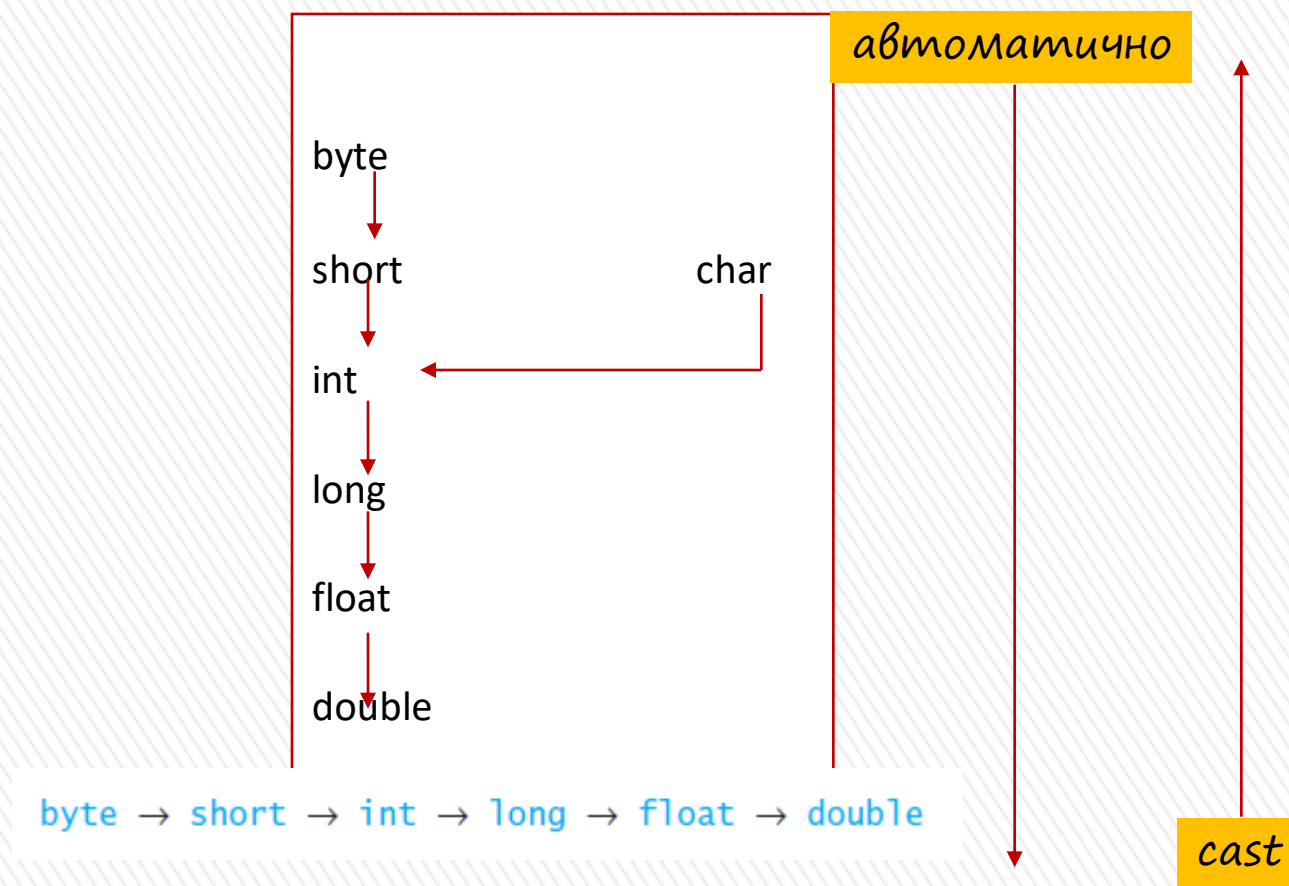 автоматично
byte
short char
int
long
float
double
byte → short → int → long → float → double
cast